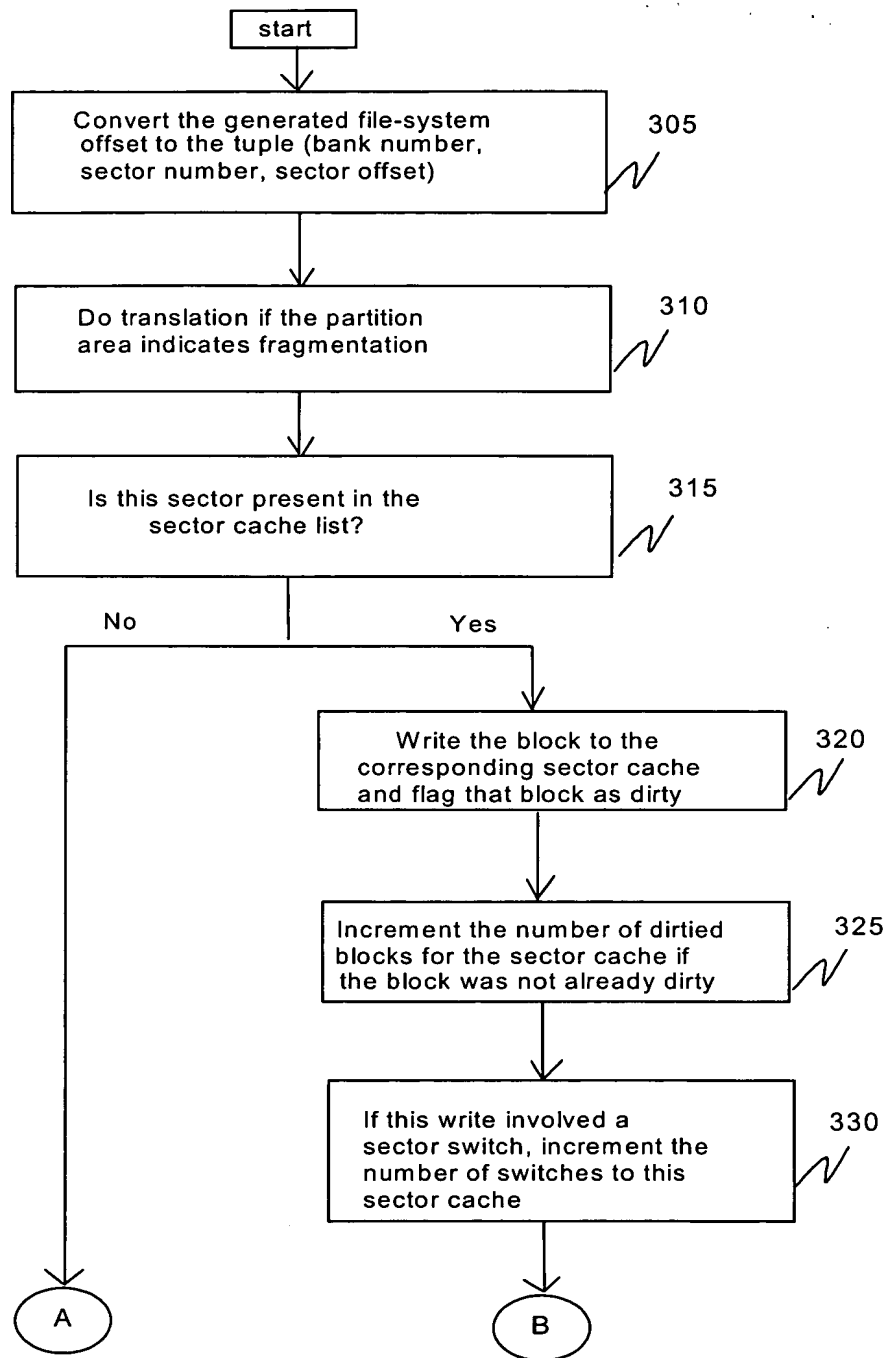 start
Convert the generated file-system
offset to the tuple (bank number,
sector number, sector offset)
305
Do translation if the partition
area indicates fragmentation
310
Is this sector present in the
sector cache list?
315
No
Yes
Write the block to the
corresponding sector cache
and flag that block as dirty
320
Increment the number of dirtied
blocks for the sector cache if
the block was not already dirty
325
If this write involved a
sector switch, increment the
number of switches to this
sector cache
330
A
B